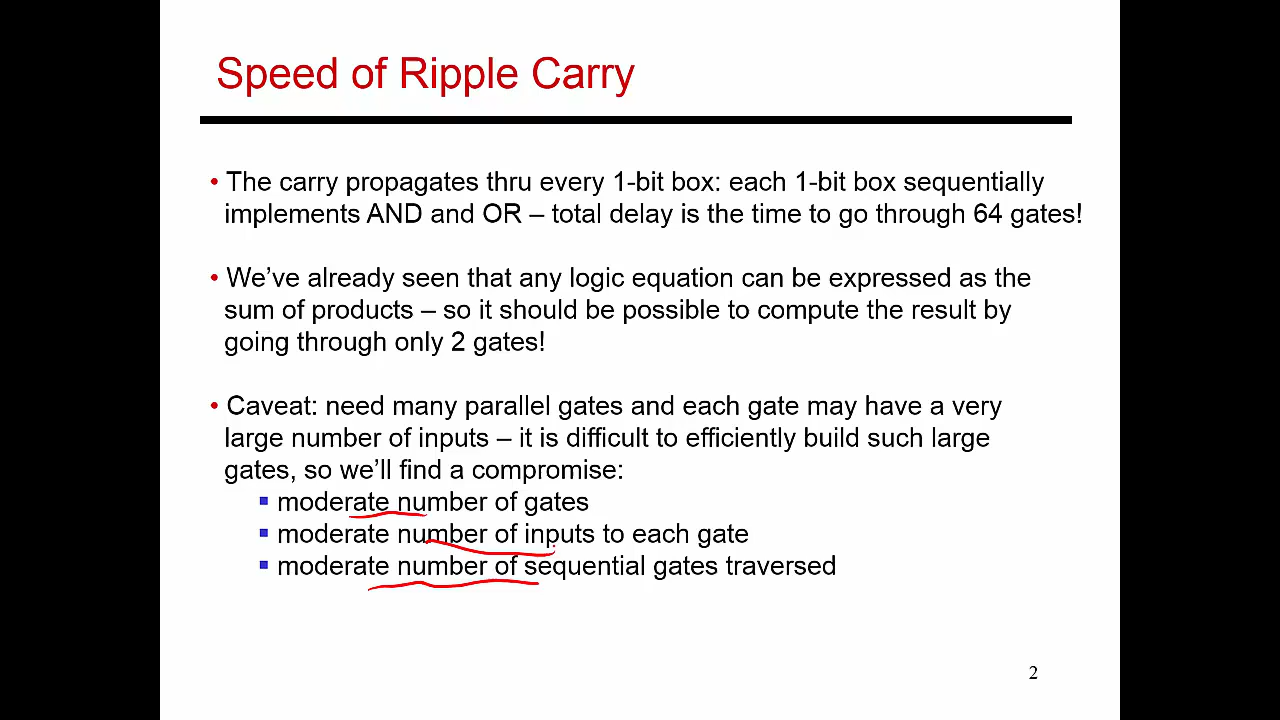 Speed of Ripple Carry
• The carry propagates thru every 1-bit box: each 1-bit box sequentially
implements AND and OR – total delay is the time to go through 64 gates!
• We’ve already seen that any logic equation can be expressed as the
sum of products – so it should be possible to compute the result by
going through only 2 gates!
• Caveat: need many parallel gates and each gate may have a very
large number of inputs – it is difficult to efficiently build such large
gates, so we’ll find a compromise:
▪ moderate number of gates
▪ moderate number of inputs to each gate
▪ moderate number of sequential gates traversed
2